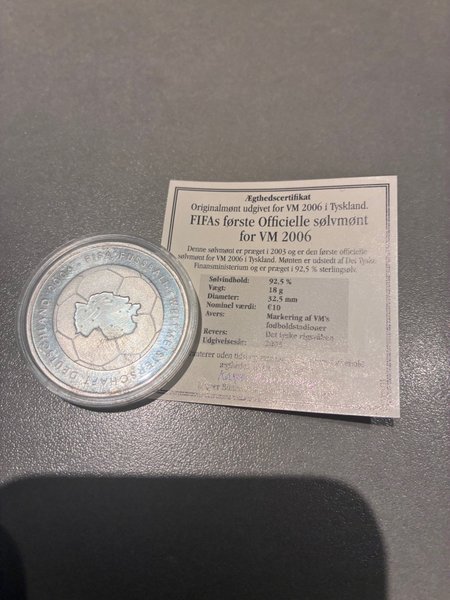 Ægthedscertifikat
Originalmønt udgivet for VM 2006 i Tyskland.
FIFAs første Officielle sølvmønt
for VM 2006
Denne sølvmønt er præget i 2003 og er den første officielle
sølvmønt for VM 2006 i Tyskland. Mønten er udstedt af Det Tyske
Finansministerium og er præget i 92,5 % sterlingsølv.
Sølvindhold: 92,5 %
Vægt: 18 g
Diameter: 32,5 mm
Nominel værdi: €10
Avers: Markering af VM's
fodboldstadioner
Revers: Det tyske rigsvåben
Udgivelsesår: 2003
uden
FIFA FUSSBALL-WELTMEISTERSCHAFT DEUTSCHLAND 2006